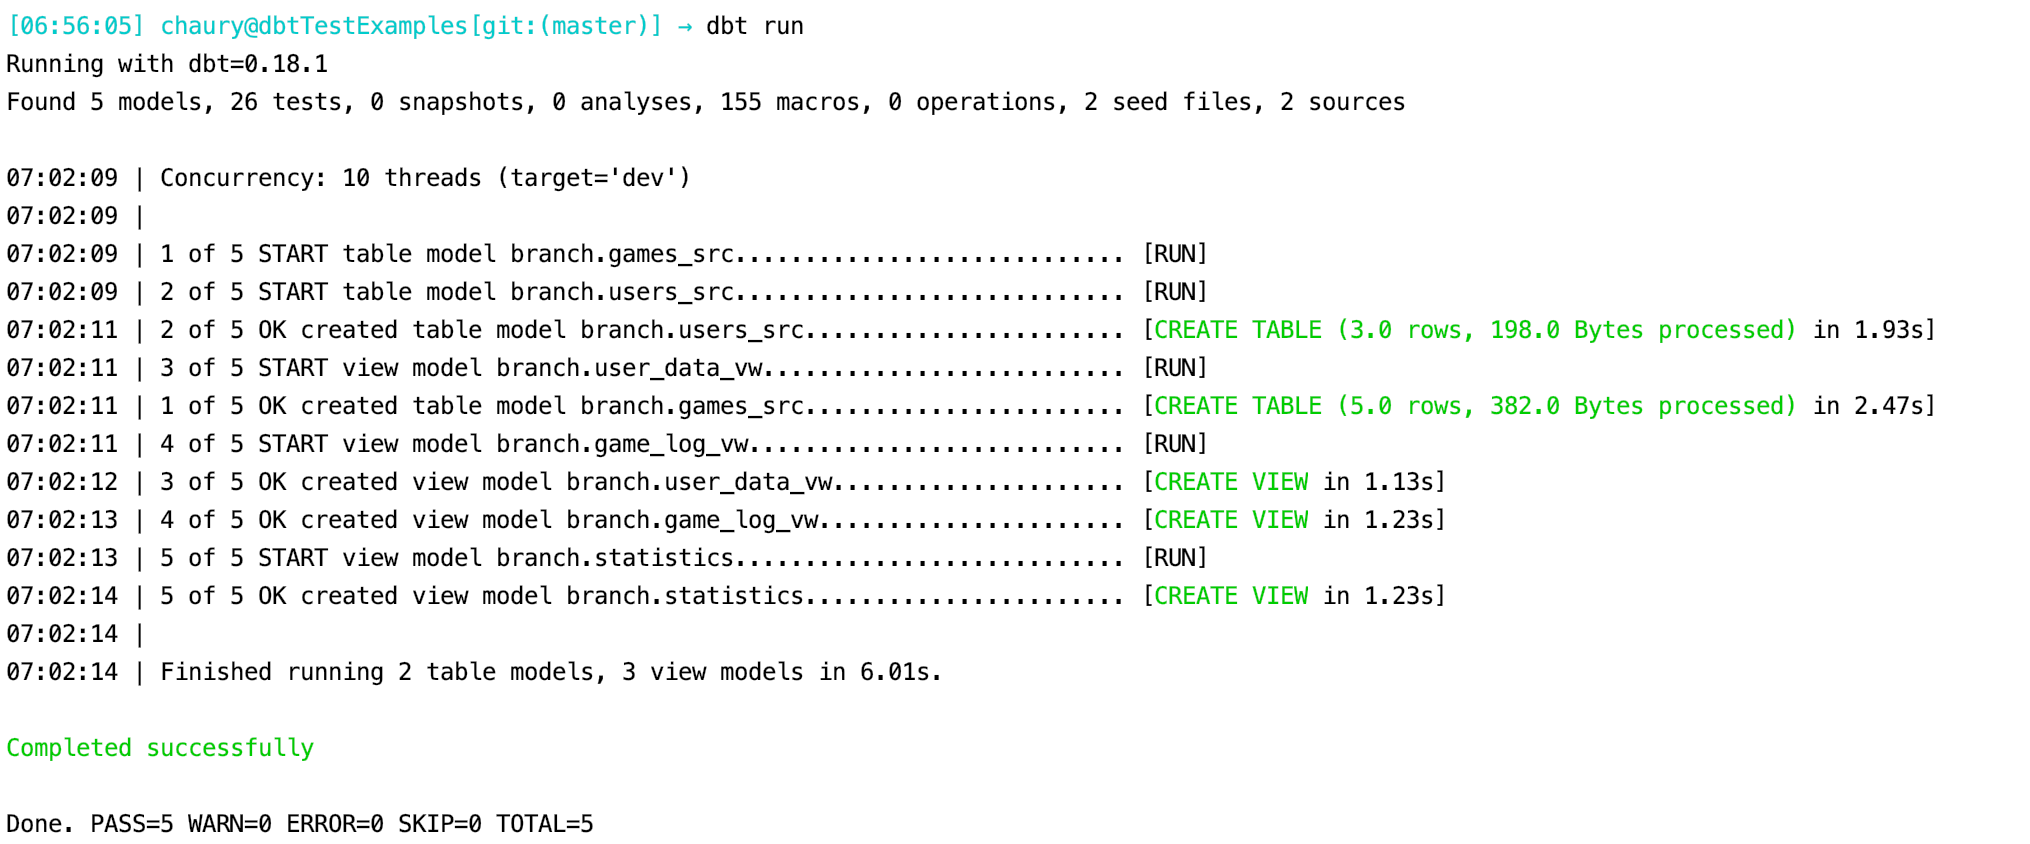 [06:56:05] chaury@dbtTestExamples[git:(master)] → dbt run
Running with dbt=0.18.1
Found 5 models, 26 tests, 0 snapshots, 0 analyses, 155 macros, 0 operations, 2 seed files, 2 sources
07:02:09 | Concurrency: 10 threads (target='dev')
07:02:09 |
07:02:09 | 1 of 5 START table model branch.games_src............................ [RUN]
07:02:09 | 2 of 5 START table model branch.users_src............................ [RUN]
07:02:11 | 2 of 5 OK created table model branch.users_src....................... [CREATE TABLE (3.0 rows, 198.0 Bytes processed) in 1.93s]
07:02:11 | 3 of 5 START view model branch.user_data_vw.......................... [RUN]
07:02:11 | 1 of 5 OK created table model branch.games_src....................... [CREATE TABLE (5.0 rows, 382.0 Bytes processed) in 2.47s]
07:02:11 | 4 of 5 START view model branch.game_log_vw........................... [RUN]
07:02:12 | 3 of 5 OK created view model branch.user_data_vw..................... [CREATE VIEW in 1.13s]
07:02:13 | 4 of 5 OK created view model branch.game_log_vw...................... [CREATE VIEW in 1.23s]
07:02:13 | 5 of 5 START view model branch.statistics............................ [RUN]
07:02:14 | 5 of 5 OK created view model branch.statistics....................... [CREATE VIEW in 1.23s]
07:02:14 |
07:02:14 | Finished running 2 table models, 3 view models in 6.01s.
Completed successfully
Done. PASS=5 WARN=0 ERROR=0 SKIP=0 TOTAL=5